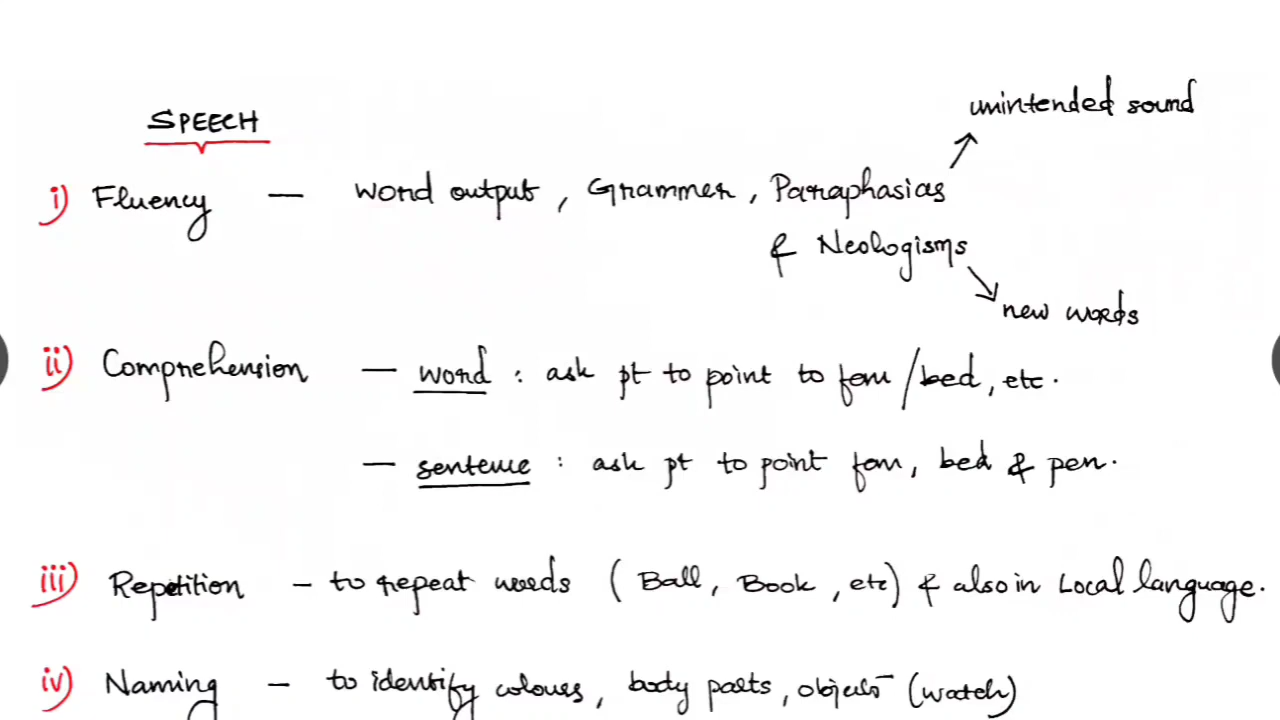 unintended sound
SPEECH
i) Fluency — word output, Grammer, Paraphasias
& Neologisms
new words
ii) Comprehension — word : ask pt to point to fan/bed, etc.
— sentence : ask pt to point fan, bed & pen.
iii) Repetition – to repeat words (Ball, Book, etc) & also in Local language.
iv) Naming – to identify colours, body parts, objects (watch)